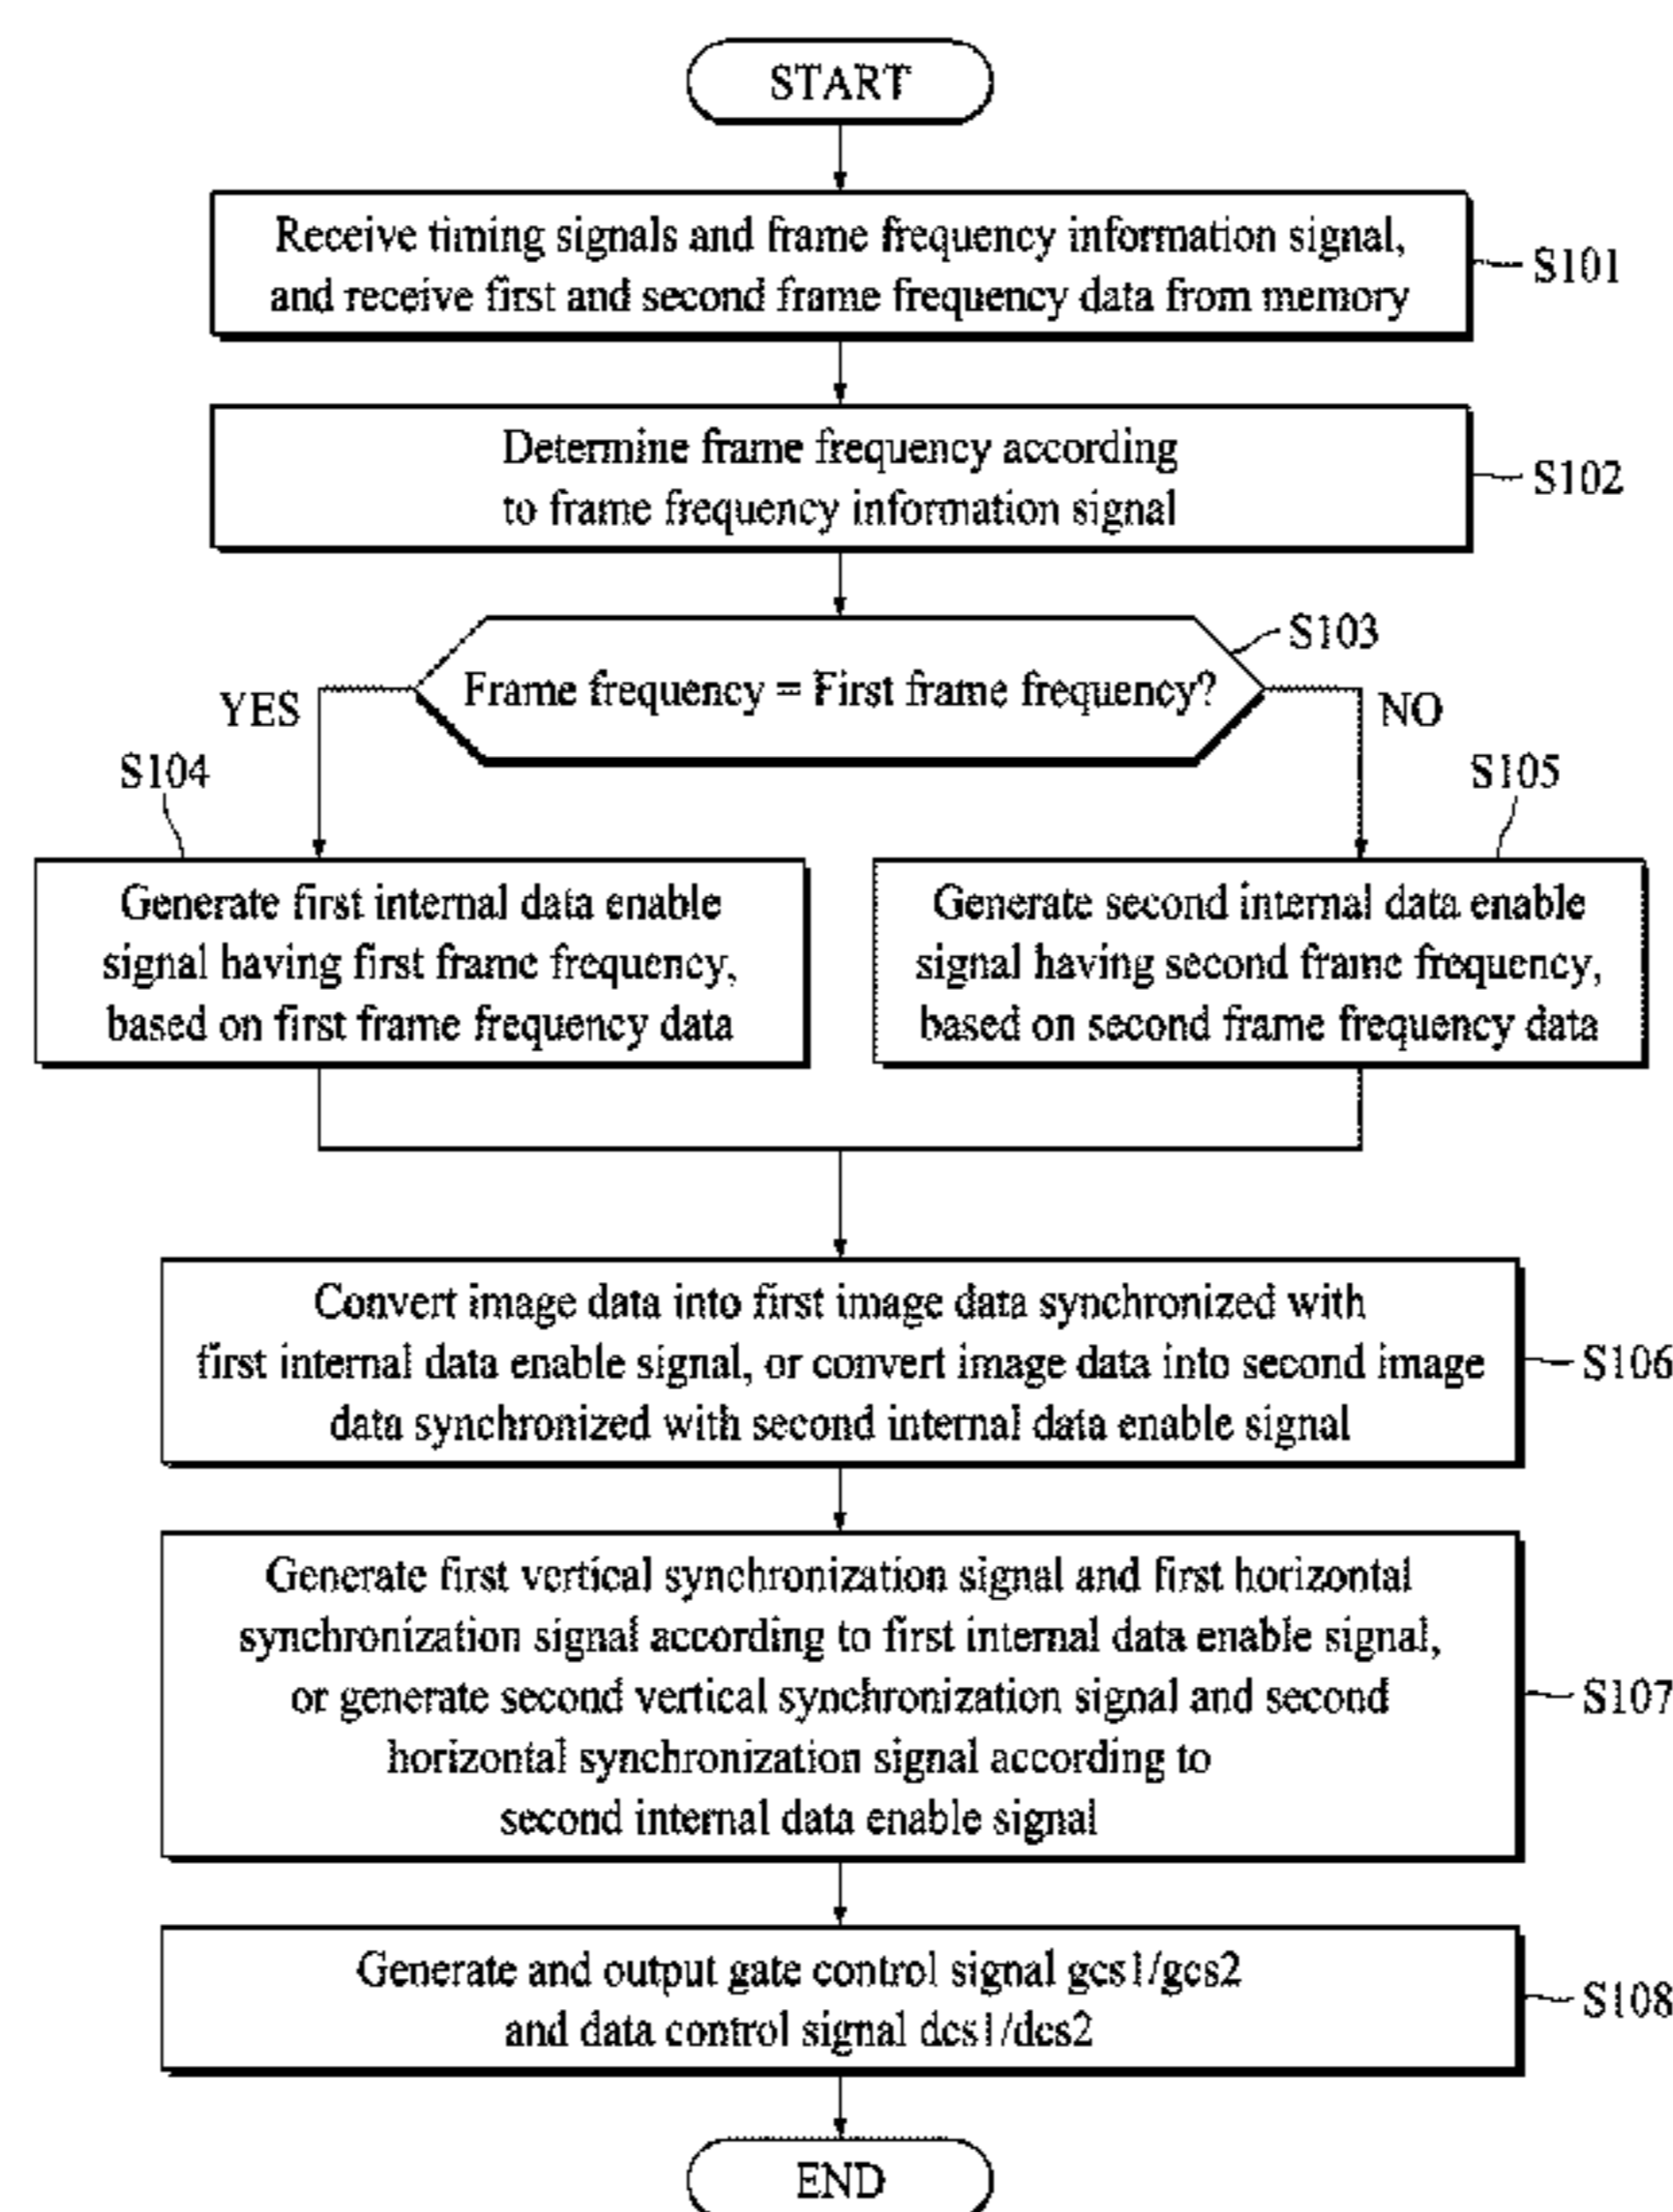 START
Receive timing signals and frame frequency information signal,
and receive first and second frame frequency data from memory
S101
Determine frame frequency according
to frame frequency information signal
S102
S103
Frame frequency = First frame frequency?
YES
NO
S104
S105
Generate first internal data enable
signal having first frame frequency,
based on first frame frequency data
Generate second internal data enable
signal having second frame frequency,
based on second frame frequency data
Convert image data into first image data synchronized with
first internal data enable signal, or convert image data into second image
data synchronized with second internal data enable signal
S106
Generate first vertical synchronization signal and first horizontal
synchronization signal according to first internal data enable signal,
or generate second vertical synchronization signal and second
horizontal synchronization signal according to
second internal data enable signal
S107
Generate and output gate control signal gcs1/gcs2
and data control signal dcs1/dcs2
S108
END